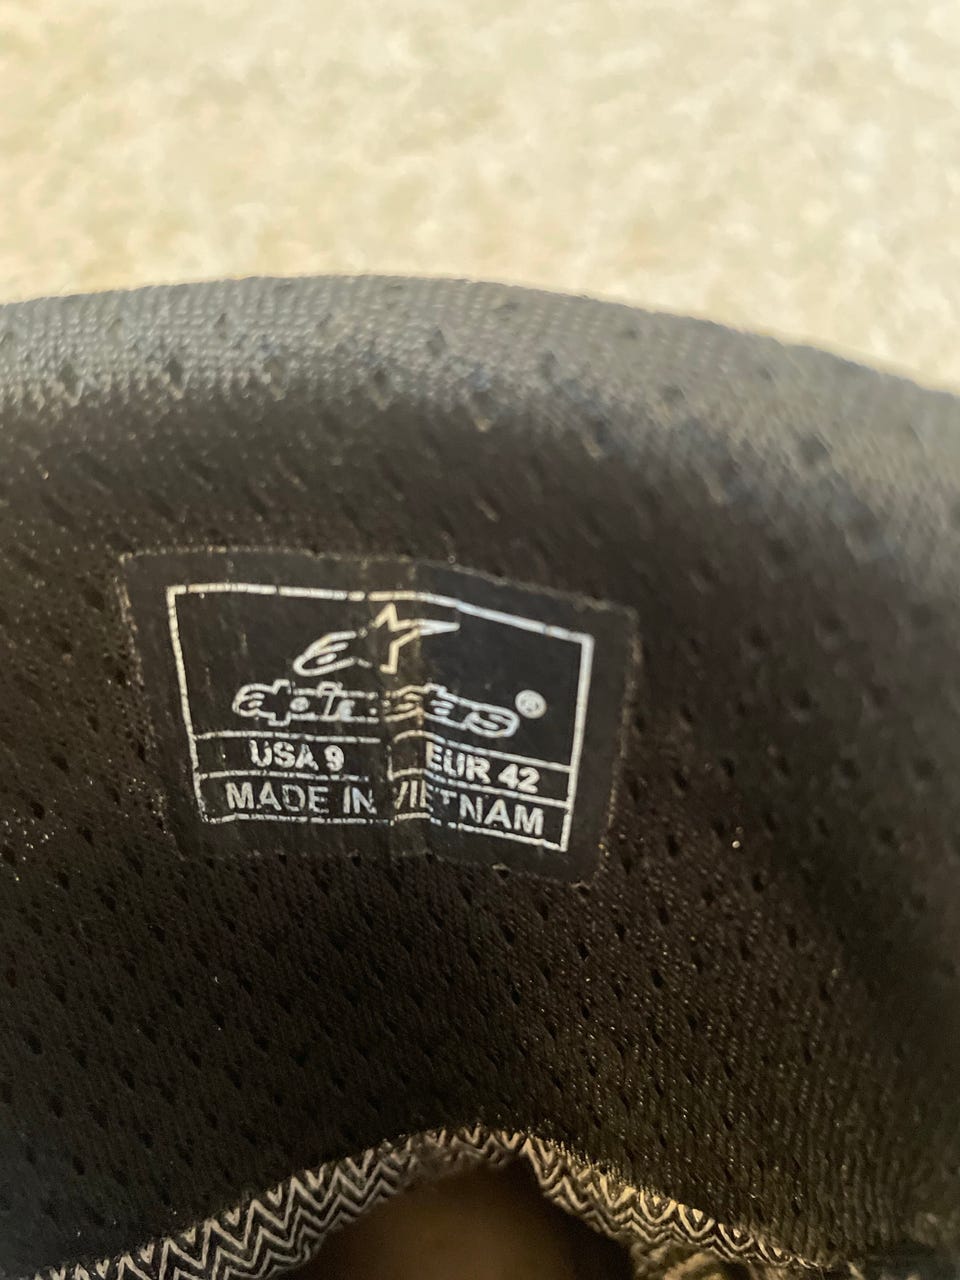 alpinestars®
USA 9 EUR 42
MADE IN VIETNAM